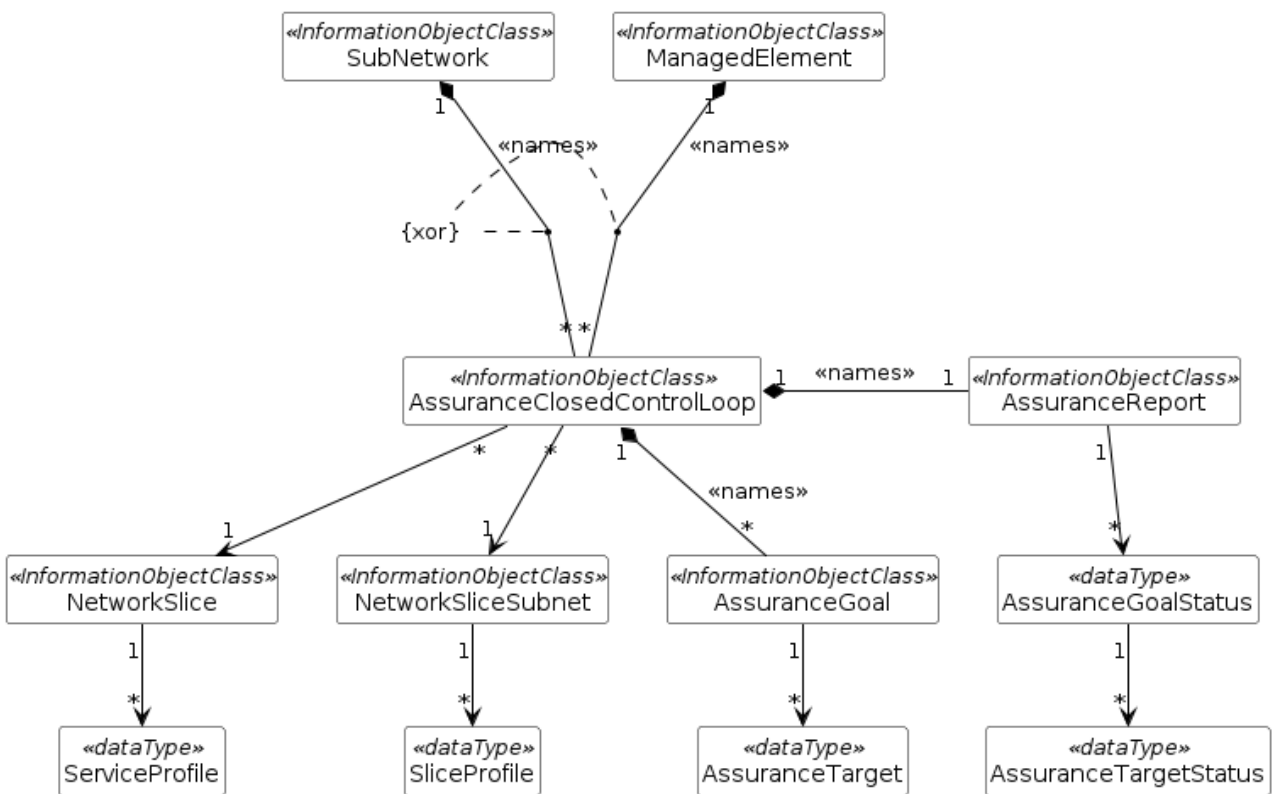 «InformationObjectClass»
SubNetwork
«InformationObjectClass»
ManagedElement
1
1
«names»
«names»
{xor}
*
*
«InformationObjectClass»
AssuranceClosedControlLoop
1
«names»
1
«InformationObjectClass»
AssuranceReport
*
*
1
1
«names»
1
1
*
*
«InformationObjectClass»
NetworkSlice
«InformationObjectClass»
NetworkSliceSubnet
«InformationObjectClass»
AssuranceGoal
«dataType»
AssuranceGoalStatus
1
1
1
1
*
*
*
*
«dataType»
ServiceProfile
«dataType»
SliceProfile
«dataType»
AssuranceTarget
«dataType»
AssuranceTargetStatus